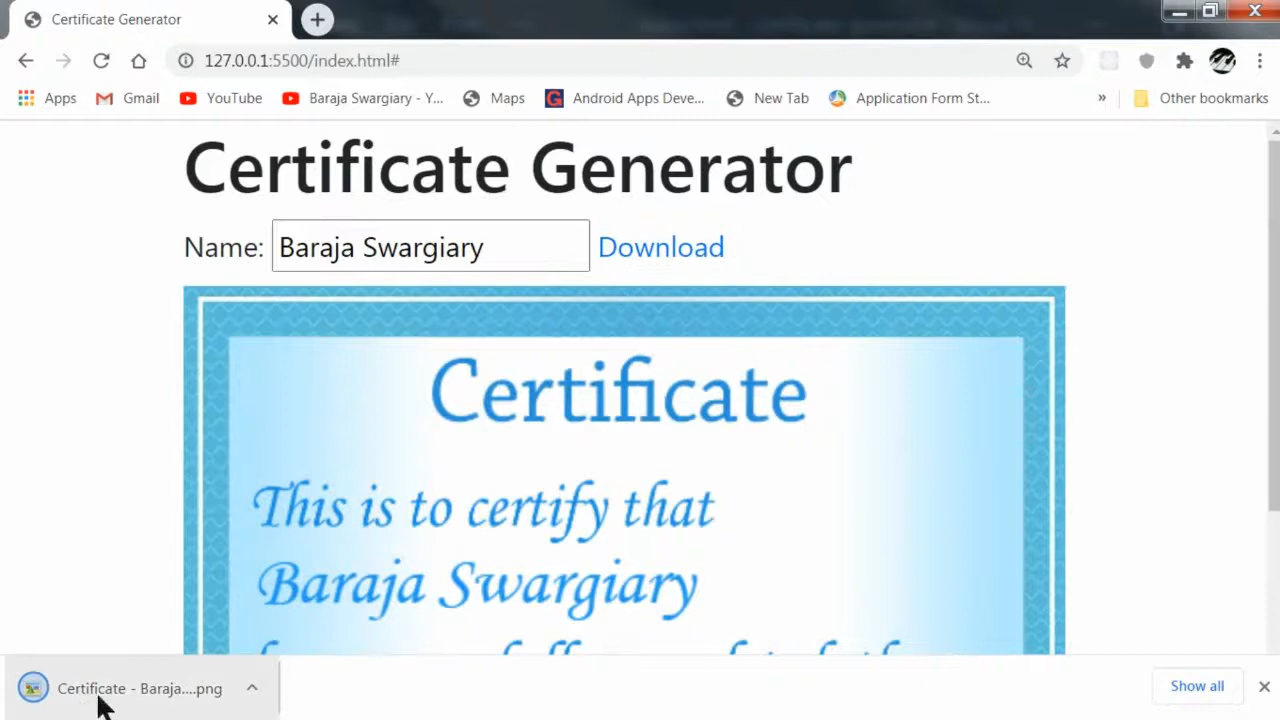 Certificate Generator
127.0.0.1:5500/index.html#
Apps
Gmail
YouTube
Baraja Swargiary - Y...
Maps
Android Apps Deve...
New Tab
Application Form St...
»
Other bookmarks
Certificate Generator
Name: Baraja Swargiary Download
Certificate
This is to certify that
Baraja Swargiary
Certificate - Baraja....png
Show all